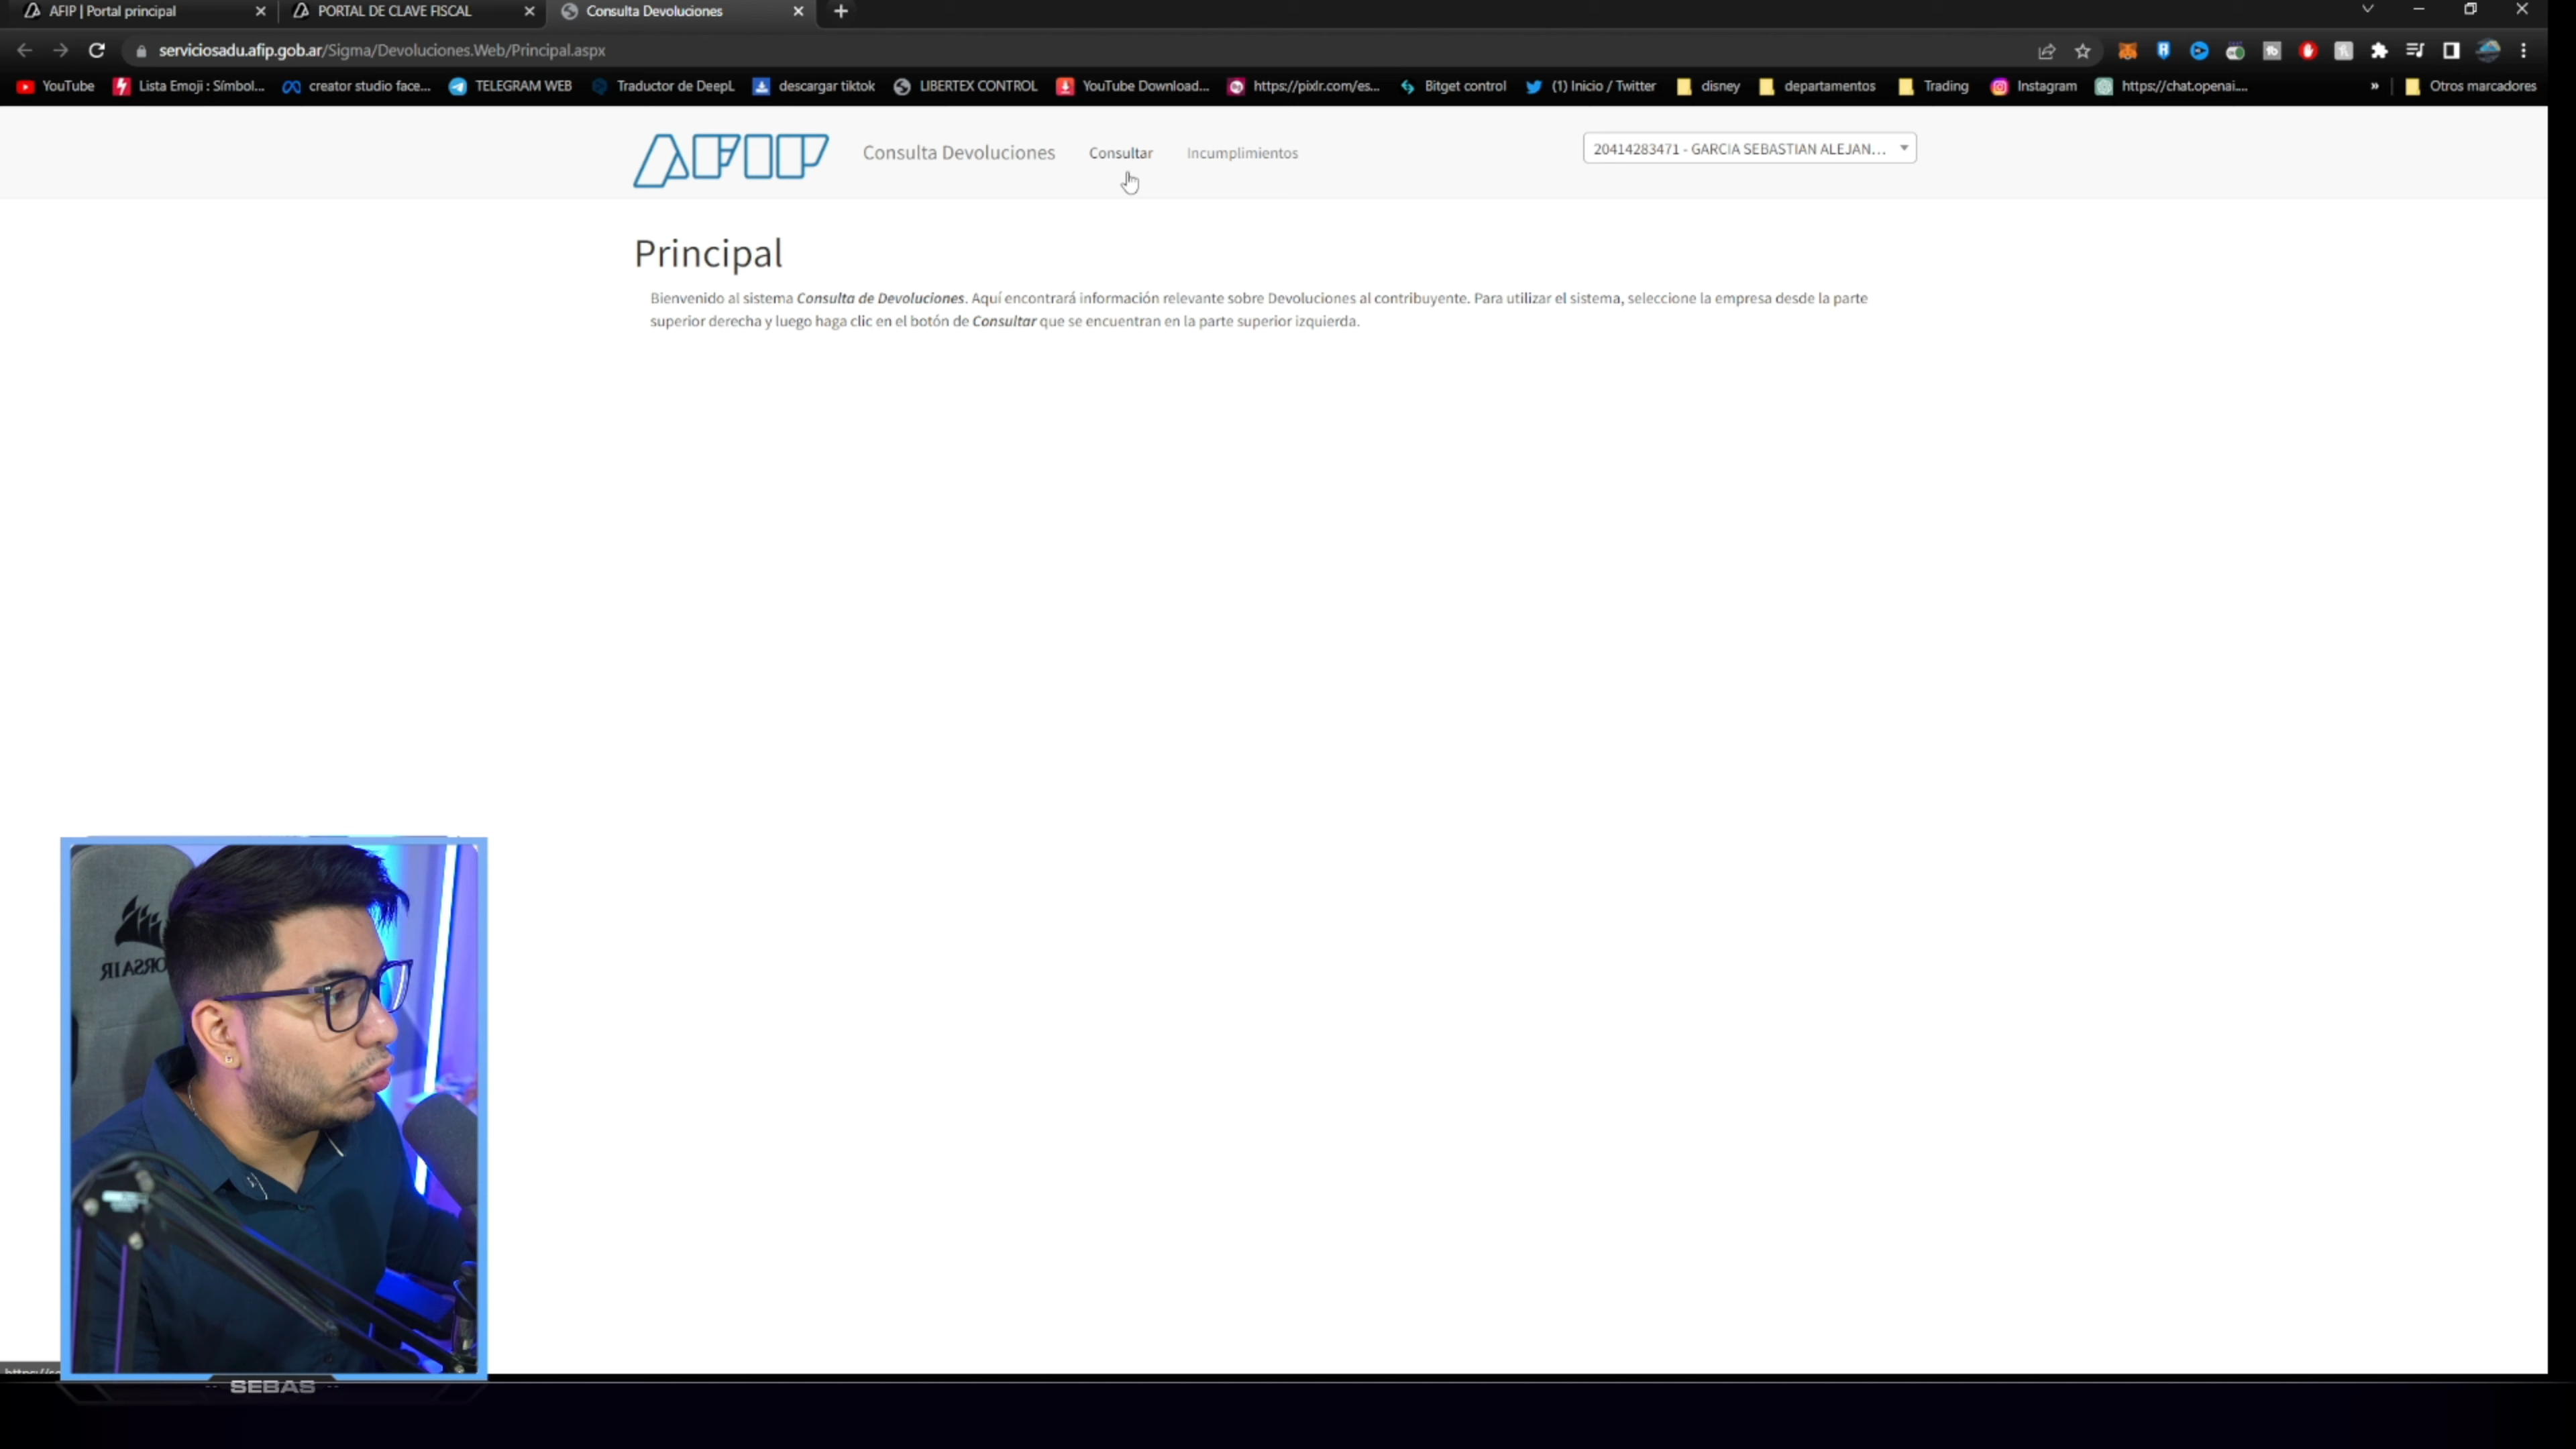 AFIP | Portal principal
PORTAL DE CLAVE FISCAL
Consulta Devoluciones
serviciosadu.afip.gob.ar/Sigma/Devoluciones.Web/Principal.aspx
YouTube
Lista Emoji : Símbol...
creator studio face...
TELEGRAM WEB
Traductor de DeepL
descargar tiktok
LIBERTEX CONTROL
YouTube Download...
https://pixlr.com/es...
Bitget control
(1) Inicio / Twitter
disney
departamentos
Trading
Instagram
https://chat.openai....
»
Otros marcadores
AFIP
Consulta Devoluciones
Consultar
Incumplimientos
20414283471 - GARCIA SEBASTIAN ALEJAN...
Principal
Bienvenido al sistema Consulta de Devoluciones. Aquí encontrará información relevante sobre Devoluciones al contribuyente. Para utilizar el sistema, seleccione la empresa desde la parte
superior derecha y luego haga clic en el botón de Consultar que se encuentran en la parte superior izquierda.
SEBAS